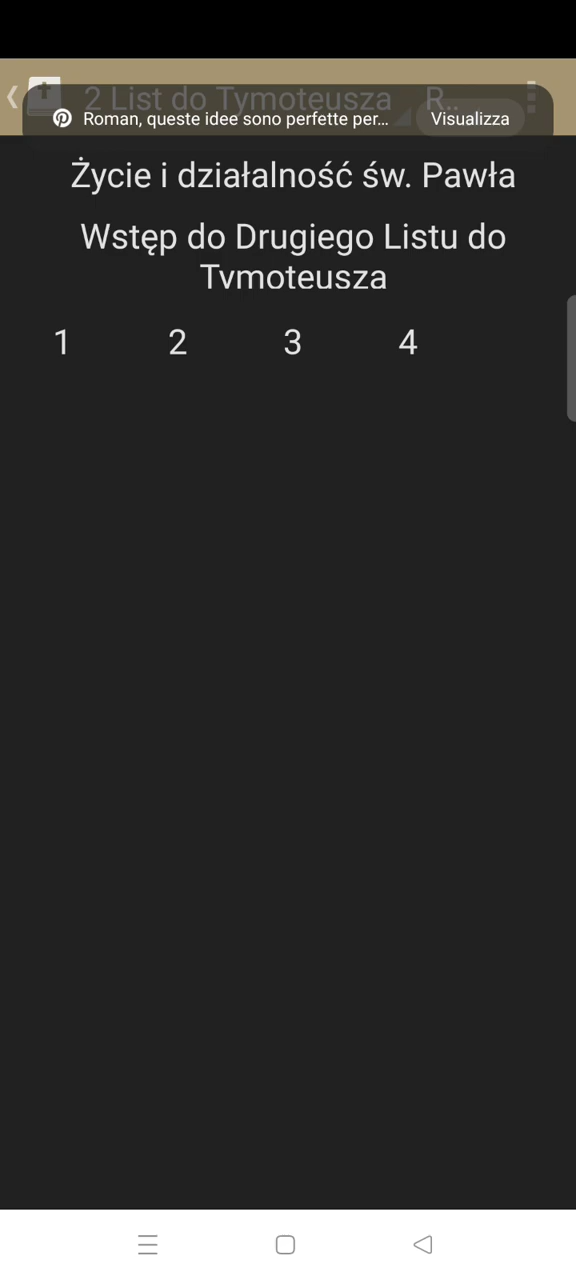 2 List do Tymoteusza R..
Roman, queste idee sono perfette per... Visualizza
Życie i działalność św. Pawła
Wstęp do Drugiego Listu do
Tymoteusza
1 2 3 4